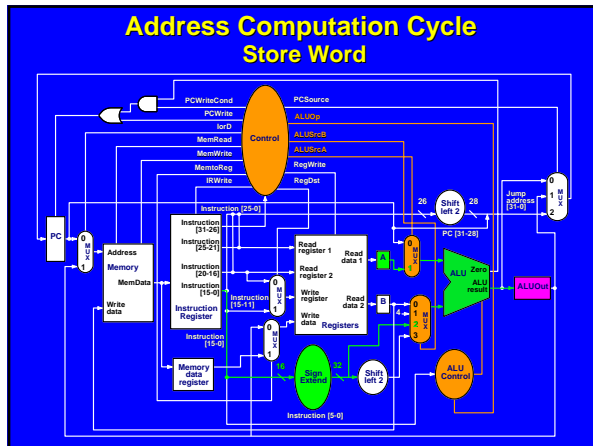 Address Computation Cycle
Store Word
PCWriteCond
PCSource
PCWrite
ALUOp
IorD
ALUSrcB
MemRead
Control
ALUSrcA
MemWrite
MemtoReg
RegWrite
IRWrite
RegDst
Instruction [25-0]
26
Shift
left 2
28
Jump
address
[31-0]
0
1
2
MUX
PC [31-28]
PC
0
MUX
1
Address
Memory
MemData
Write
data
Instruction
[31-26]
Instruction
[25-21]
Instruction
[20-16]
Instruction
[15-0]
Instruction
Register
Instruction
[15-0]
Instruction
[15-11]
0
MUX
1
0
MUX
1
Read
register 1
Read
register 2
Write
register
Write
data
Read
data 1
Read
data 2
Registers
A
B
4
0
MUX
1
0
1
2
3
MUX
ALU
Zero
ALU
result
ALUOut
Memory
data
register
16
Sign
Extend
32
Shift
left 2
ALU
Control
Instruction [5-0]